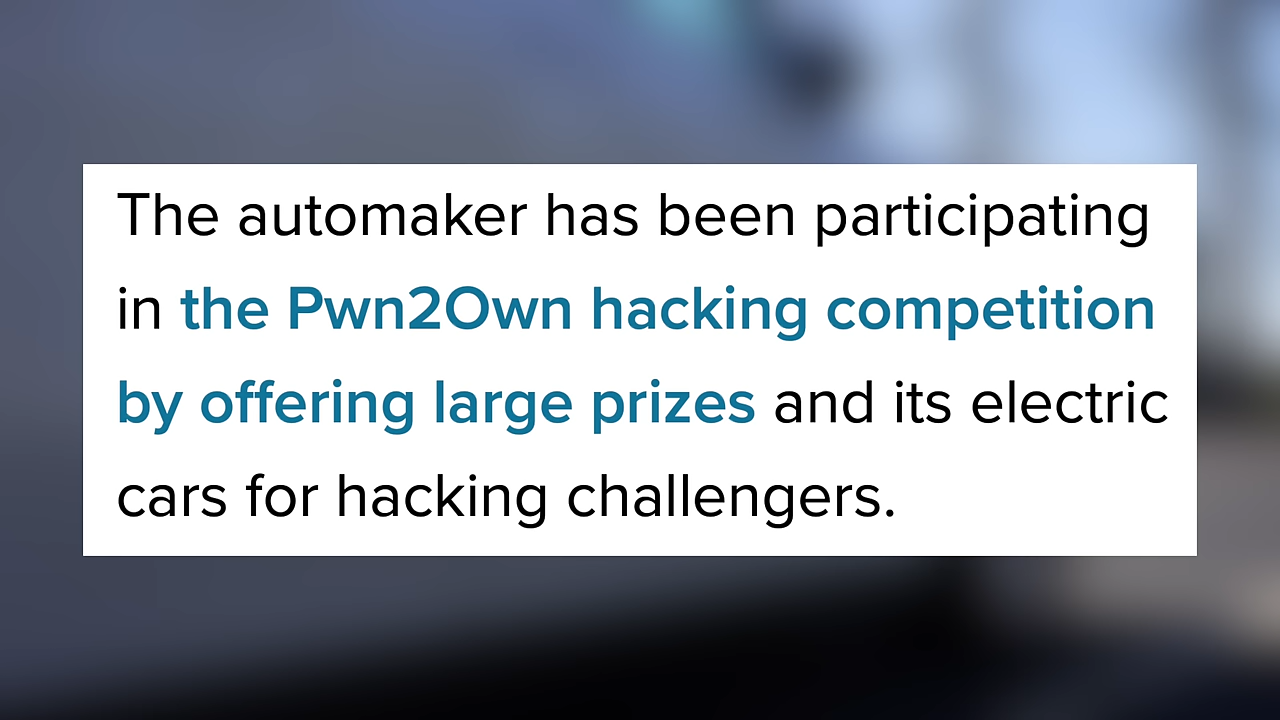 The automaker has been participating
in the Pwn2Own hacking competition
by offering large prizes and its electric
cars for hacking challengers.